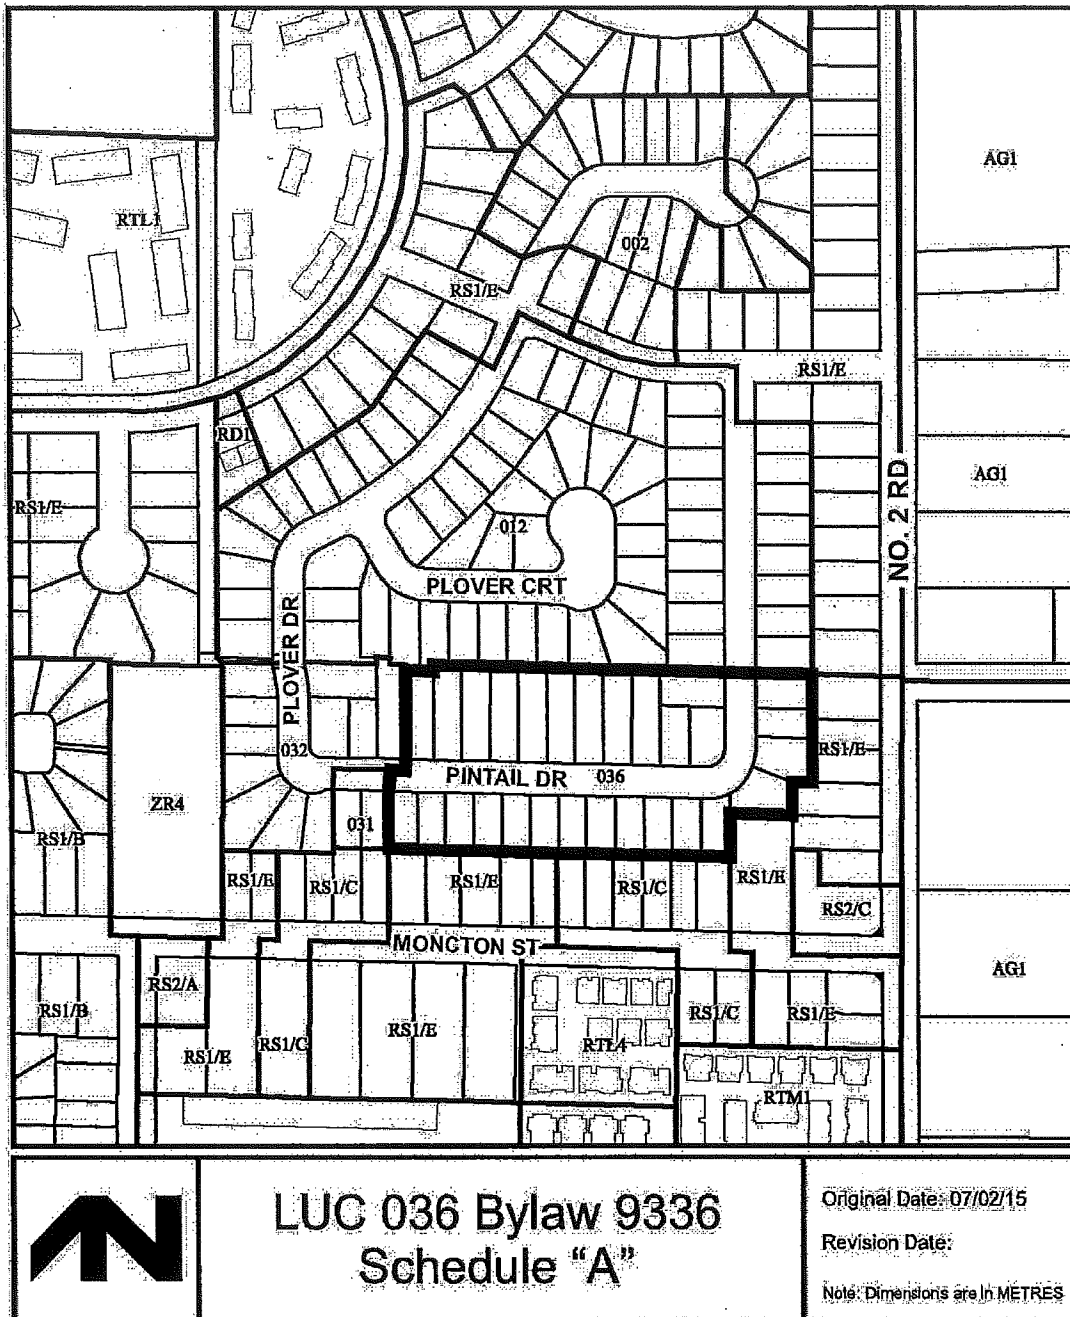 AG1
RTL1
002
RS1/E
RS1/E
RD1
AG1
RS1/E
NO. 2 RD
012
PLOVER CRT
PLOVER DR
032
RS1/E
PINTAIL DR
036
ZR4
031
RS1/B
RS1/E
RS1/C
RS1/E
RS1/C
RS1/E
RS2/C
MONCTON ST
AG1
RS2/A
RS1/B
RS1/C
RS1/E
RS1/E
RS1/C
RS1/E
RTL4
RTM1
LUC 036 Bylaw 9336
Schedule "A"
Original Date: 07/02/15
Revision Date:
Note: Dimensions are in METRES